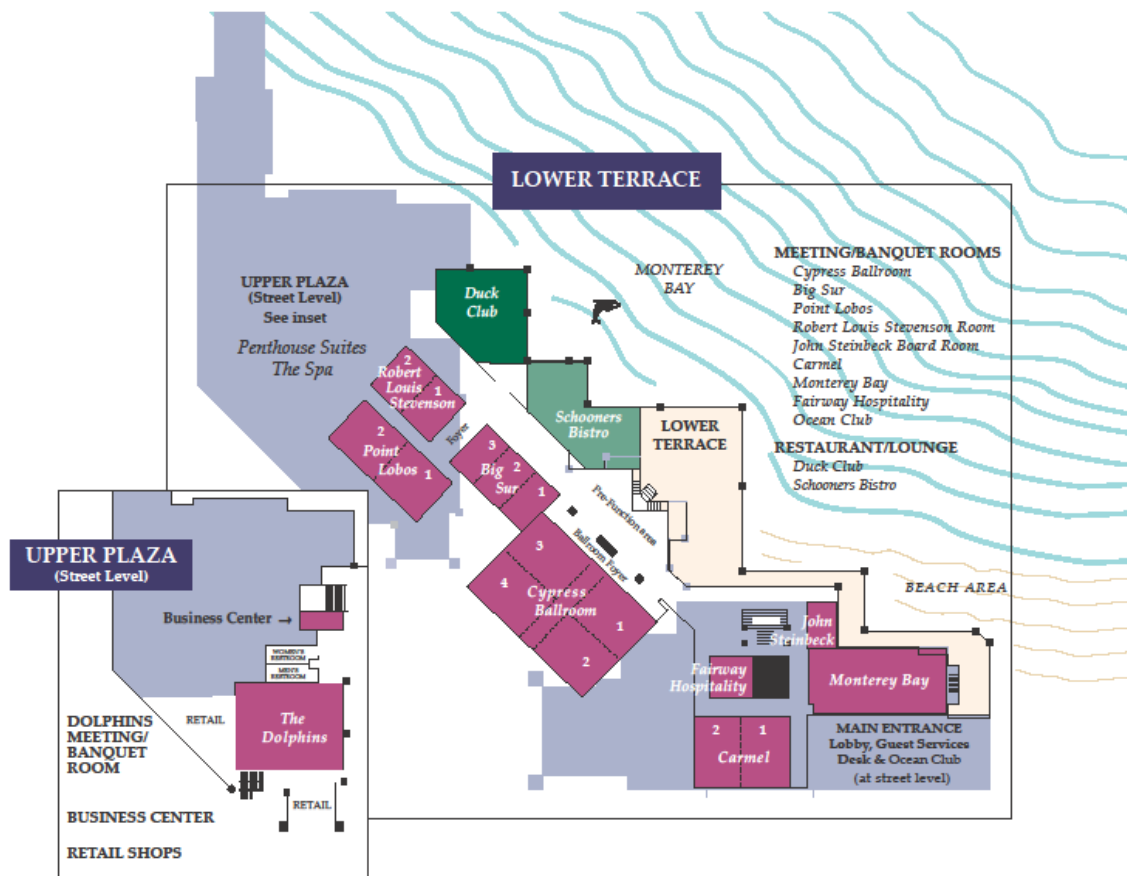 LOWER TERRACE
MEETING/BANQUET ROOMS
Cypress Ballroom
Big Sur
Point Lobos
Robert Louis Stevenson Room
John Steinbeck Board Room
Carmel
Monterey Bay
Fairway Hospitality
Ocean Club
RESTAURANT/LOUNGE
Duck Club
Schooners Bistro
MONTEREY
BAY
UPPER PLAZA
(Street Level)
See inset
Penthouse Suites
The Spa
Duck
Club
2
Robert
Louis
1
Stevenson
Foyer
2
Point
Lobos
1
3
Big
2
Sur
1
Schooners
Bistro
LOWER
TERRACE
Pre-Function area
Ballroom Foyer
3
4
Cypress
Ballroom
1
2
BEACH AREA
John
Steinbeck
Fairway
Hospitality
Monterey Bay
2
1
Carmel
MAIN ENTRANCE
Lobby, Guest Services
Desk & Ocean Club
(at street level)
UPPER PLAZA
(Street Level)
Business Center →
WOMEN'S
RESTROOM
MEN'S
RESTROOM
RETAIL
The
Dolphins
DOLPHINS
MEETING/
BANQUET
ROOM
RETAIL
BUSINESS CENTER
RETAIL SHOPS